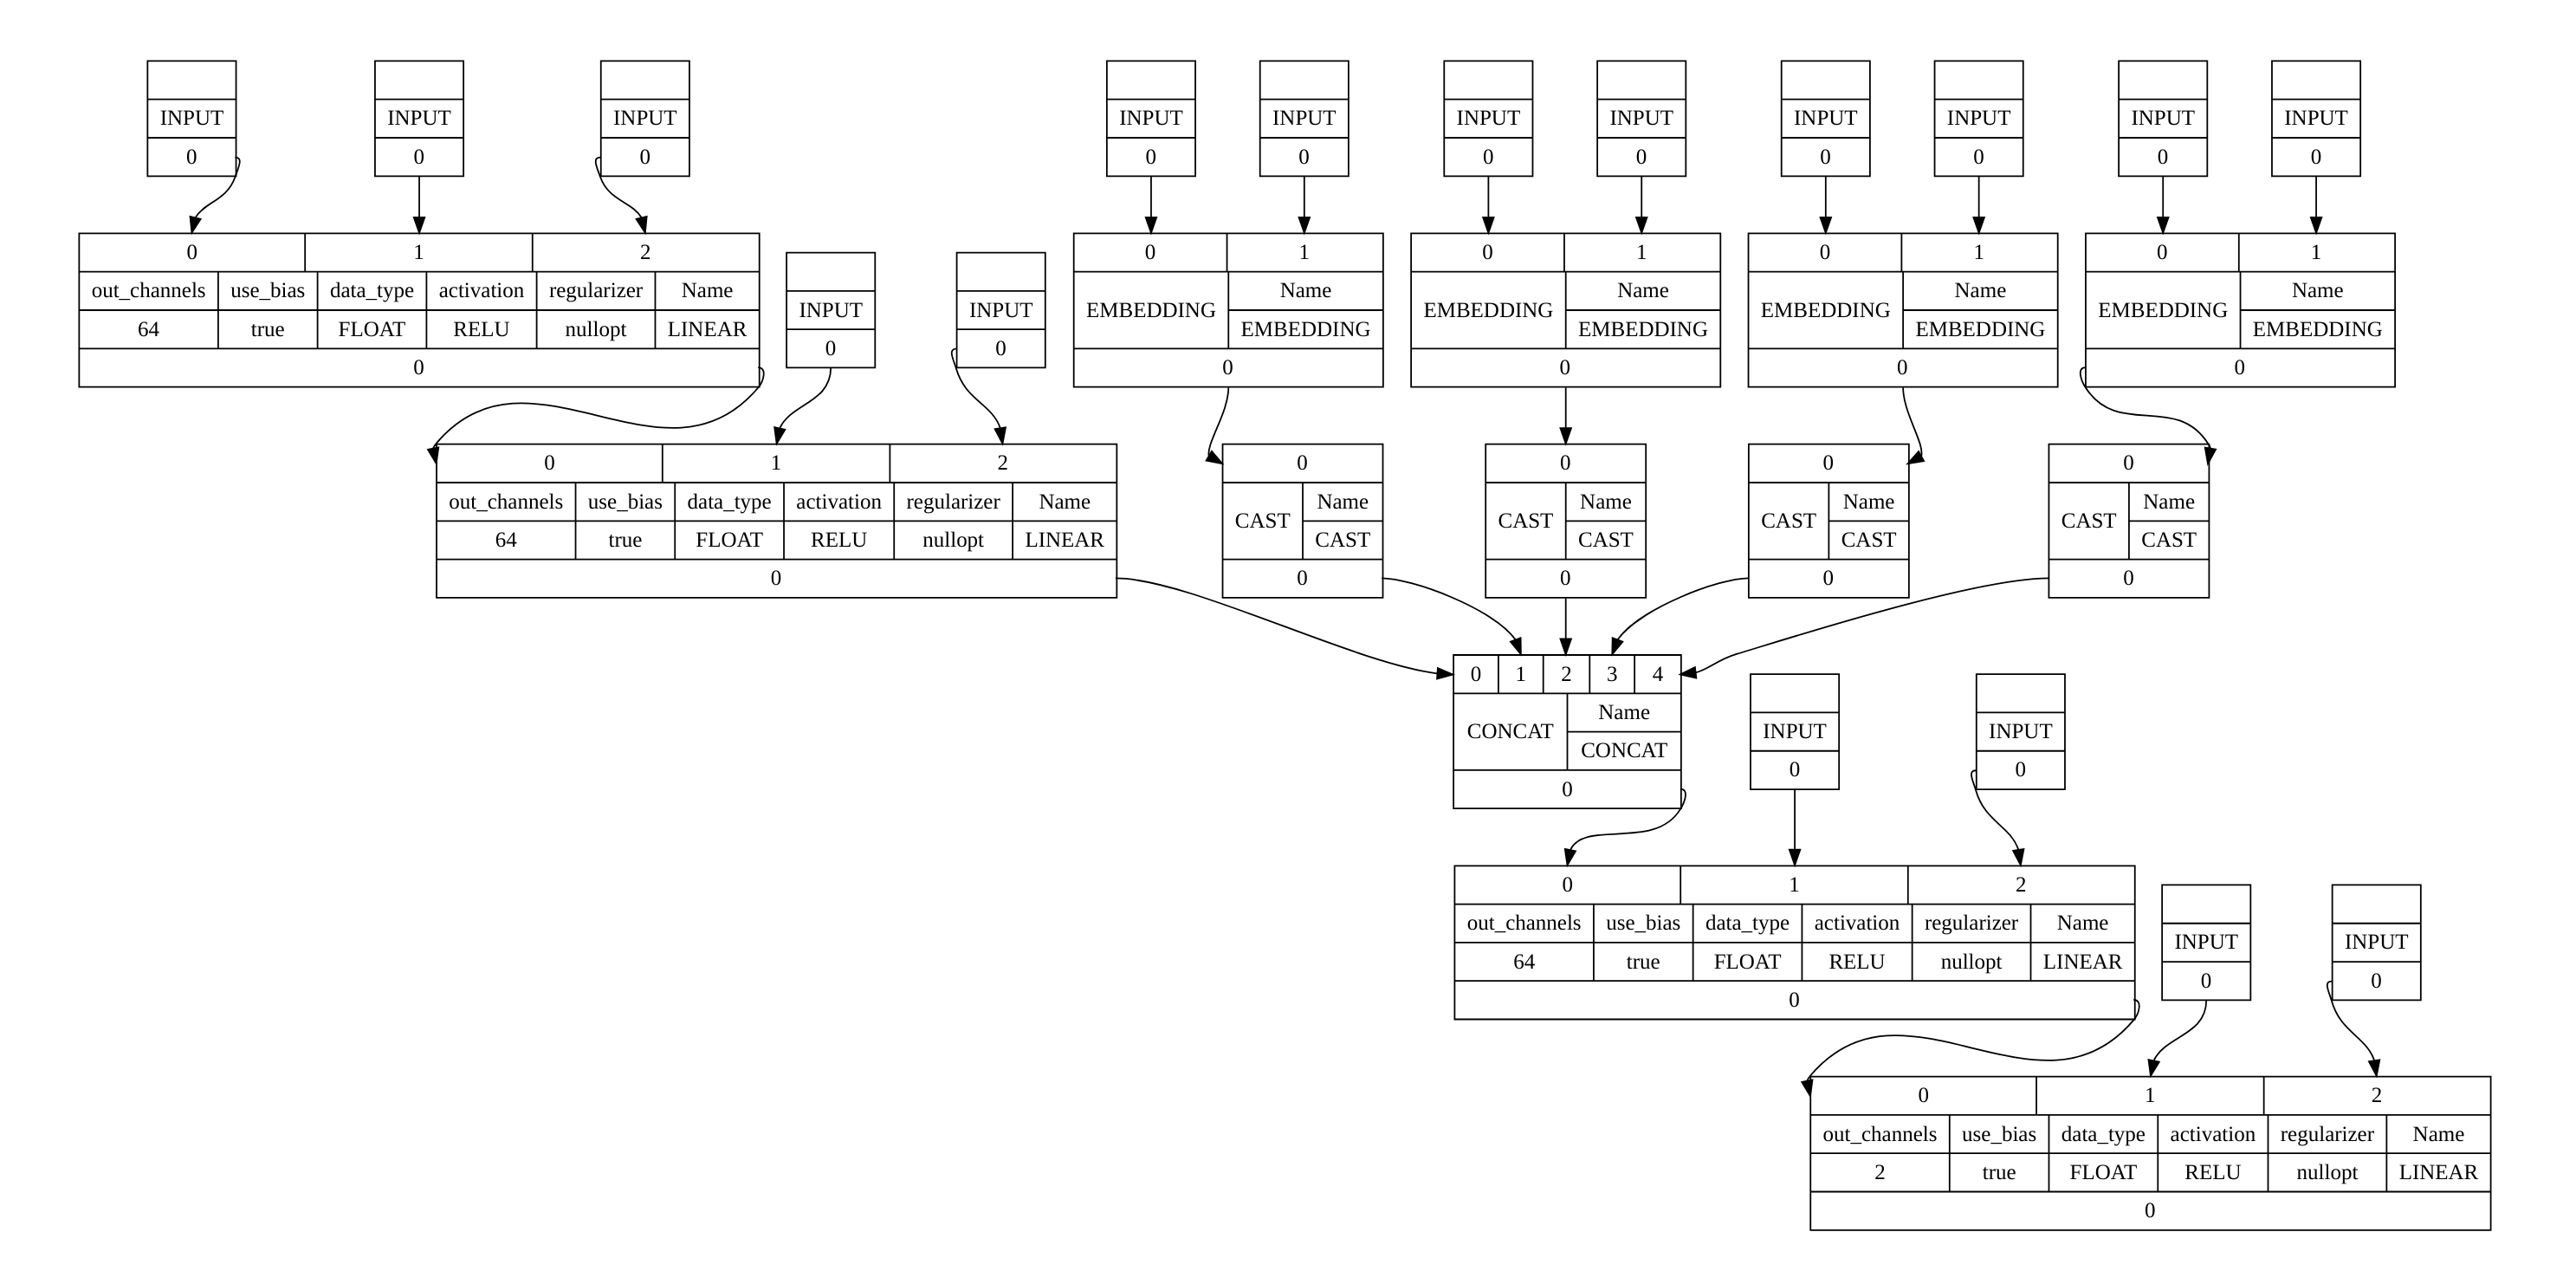 INPUT INPUT INPUT INPUT INPUT INPUT INPUT INPUT INPUT INPUT INPUT
0 0 0 0 0 0 0 0 0 0 0
0 1 2
out_channels use_bias data_type activation regularizer Name
64 true FLOAT RELU nullopt LINEAR
0
INPUT
0
INPUT
0
0 1
EMBEDDING Name
EMBEDDING
0
0 1
EMBEDDING Name
EMBEDDING
0
0 1
EMBEDDING Name
EMBEDDING
0
0 1
EMBEDDING Name
EMBEDDING
0
0 1 2
out_channels use_bias data_type activation regularizer Name
64 true FLOAT RELU nullopt LINEAR
0
0
CAST Name
CAST
0
0
CAST Name
CAST
0
0
CAST Name
CAST
0
0
CAST Name
CAST
0
0 1 2 3 4
CONCAT Name
CONCAT
0
INPUT
0
INPUT
0
0 1 2
out_channels use_bias data_type activation regularizer Name
64 true FLOAT RELU nullopt LINEAR
0
INPUT
0
INPUT
0
0 1 2
out_channels use_bias data_type activation regularizer Name
2 true FLOAT RELU nullopt LINEAR
0